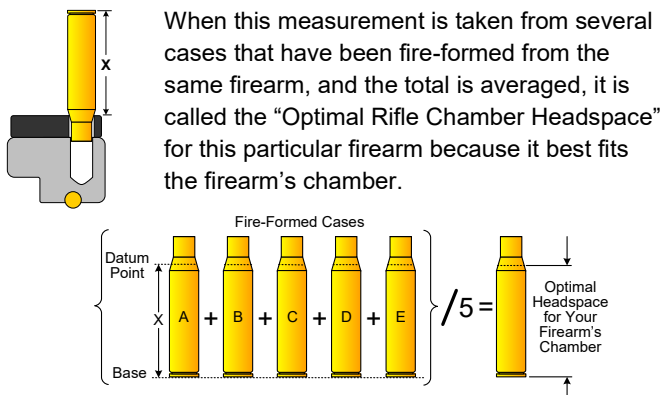 X
When this measurement is taken from several
cases that have been fire-formed from the
same firearm, and the total is averaged, it is
called the “Optimal Rifle Chamber Headspace”
for this particular firearm because it best fits
the firearm’s chamber.
Fire-Formed Cases
Datum
Point
X
A + B + C + D + E
/5=
Base
Optimal
Headspace
for Your
Firearm’s
Chamber